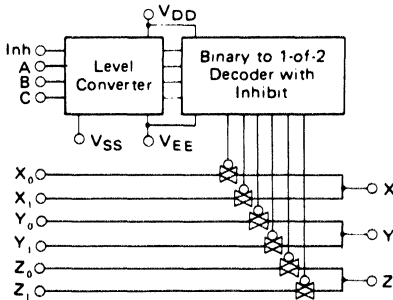 VDD
Inh
A
B
C
Level
Converter
Binary to 1-of-2
Decoder with
Inhibit
VSS
VEE
X0
X1
X
Y0
Y1
Y
Z0
Z1
Z